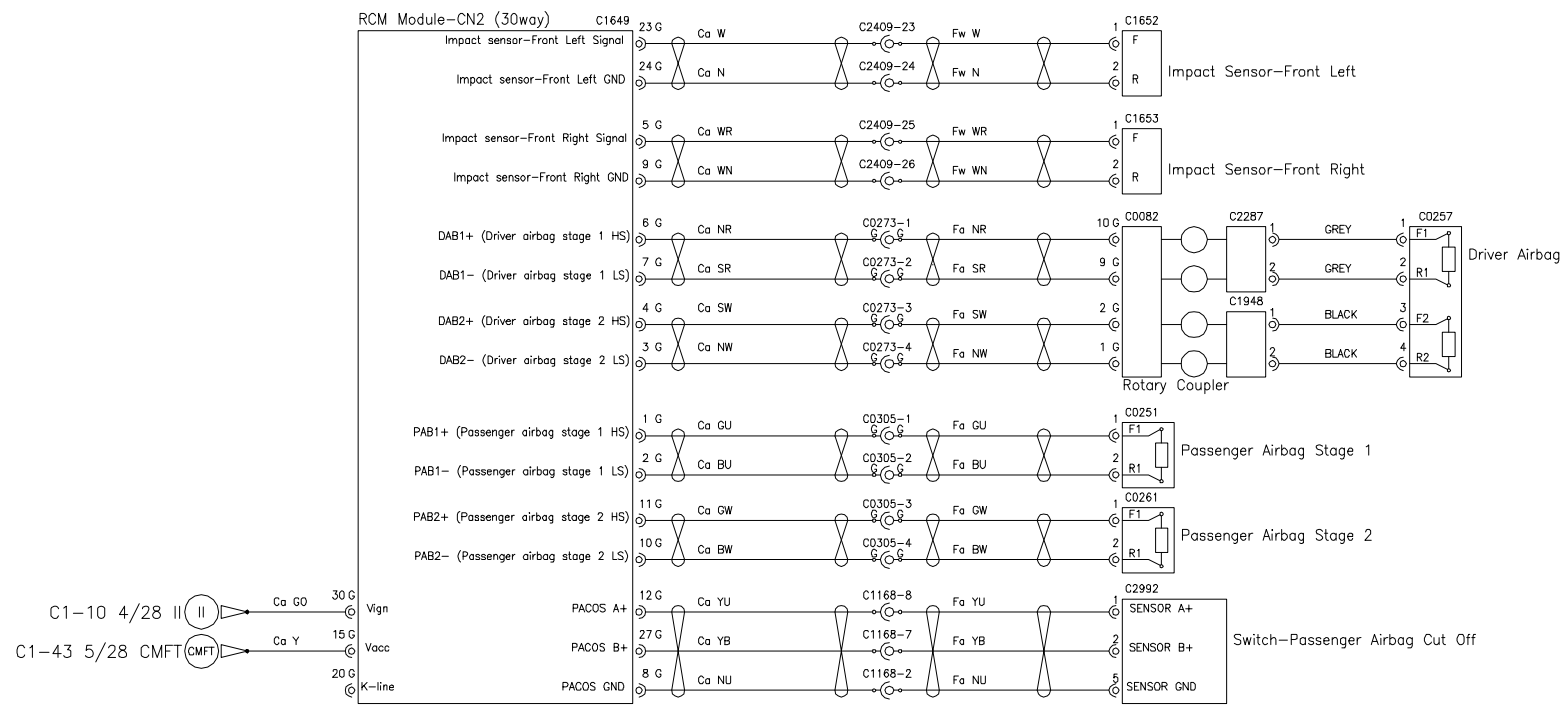 RCM Module-CN2 (30way) C1649
Impact sensor-Front Left Signal 23 G Ca W C2409-23 Fw W 1 C1652 F
Impact sensor-Front Left GND 24 G Ca N C2409-24 Fw N 2 R
Impact Sensor-Front Left
Impact sensor-Front Right Signal 5 G Ca WR C2409-25 Fw WR 1 C1653 F
Impact sensor-Front Right GND 9 G Ca WN C2409-26 Fw WN 2 R
Impact Sensor-Front Right
DAB1+ (Driver airbag stage 1 HS) 6 G Ca NR C0273-1 G G Fa NR 10 G C0082 C2287 1 GREY 1 C0257 F1
DAB1- (Driver airbag stage 1 LS) 7 G Ca SR C0273-2 G G Fa SR 9 G 2 GREY 2 R1
Driver Airbag
DAB2+ (Driver airbag stage 2 HS) 4 G Ca SW C0273-3 G G Fa SW 2 G C1948 1 BLACK 3 F2
DAB2- (Driver airbag stage 2 LS) 3 G Ca NW C0273-4 G G Fa NW 1 G 2 BLACK 4 R2
Rotary Coupler
PAB1+ (Passenger airbag stage 1 HS) 1 G Ca GU C0305-1 G G Fa GU 1 C0251 F1
PAB1- (Passenger airbag stage 1 LS) 2 G Ca BU C0305-2 G G Fa BU 2 R1
Passenger Airbag Stage 1
PAB2+ (Passenger airbag stage 2 HS) 11 G Ca GW C0305-3 G G Fa GW 1 C0261 F1
PAB2- (Passenger airbag stage 2 LS) 10 G Ca BW C0305-4 G G Fa BW 2 R1
Passenger Airbag Stage 2
C1-10 4/28 II II Ca GO 30 G Vign PACOS A+ 12 G Ca YU C1168-8 Fa YU 1 C2992 SENSOR A+
C1-43 5/28 CMFT CMFT Ca Y 15 G Vacc PACOS B+ 27 G Ca YB C1168-7 Fa YB 2 SENSOR B+
Switch-Passenger Airbag Cut Off
20 G K-line PACOS GND 8 G Ca NU C1168-2 Fa NU 5 SENSOR GND